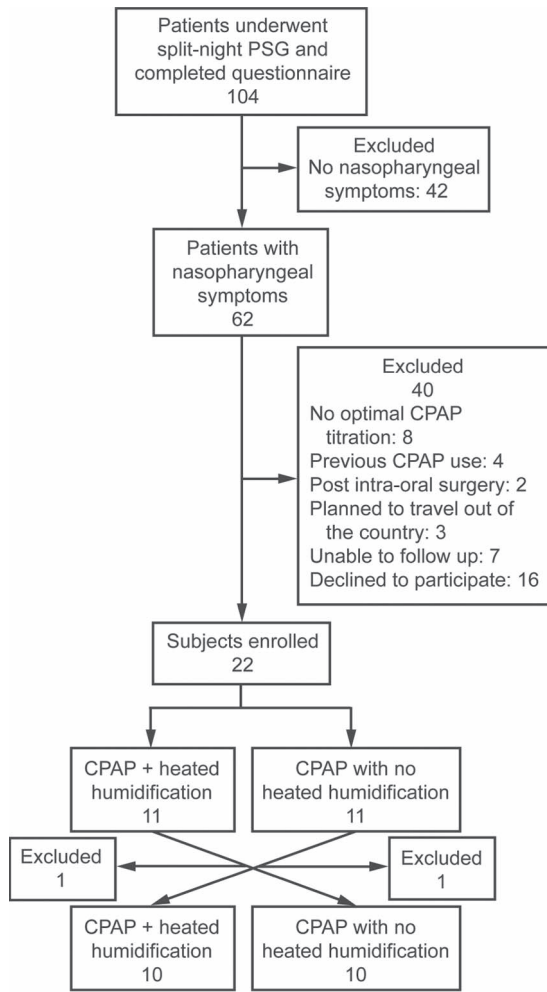 Patients underwent
split-night PSG and
completed questionnaire
104
Excluded
No nasopharyngeal
symptoms: 42
Patients with
nasopharyngeal
symptoms
62
Excluded
40
No optimal CPAP
titration: 8
Previous CPAP use: 4
Post intra-oral surgery: 2
Planned to travel out of
the country: 3
Unable to follow up: 7
Declined to participate: 16
Subjects enrolled
22
CPAP + heated
humidification
11
CPAP with no
heated humidification
11
Excluded
1
Excluded
1
CPAP + heated
humidification
10
CPAP with no
heated humidification
10